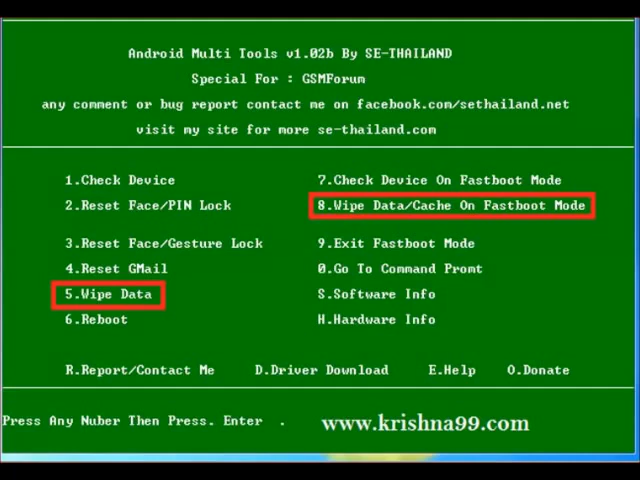 Android Multi Tools v1.02b By SE-THAILAND
Special For : GSMForum
any comment or bug report contact me on facebook.com/sethailand.net
visit my site for more se-thailand.com
1.Check Device 7.Check Device On Fastboot Mode
2.Reset Face/PIN Lock 8.Wipe Data/Cache On Fastboot Mode
3.Reset Face/Gesture Lock 9.Exit Fastboot Mode
4.Reset GMail 0.Go To Command Promt
5.Wipe Data S.Software Info
6.Reboot H.Hardware Info
R.Report/Contact Me D.Driver Download E.Help O.Donate
Press Any Nuber Then Press. Enter . www.krishna99.com